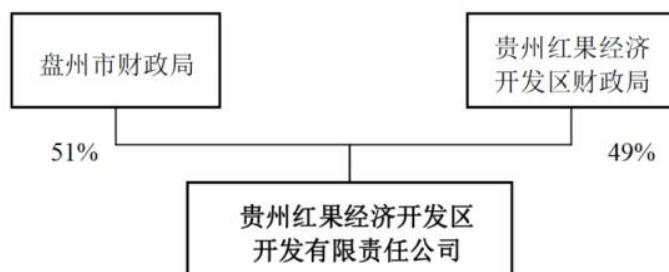 盘州市财政局
贵州红果经济
开发区财政局
51%
49%
贵州红果经济开发区
开发有限责任公司